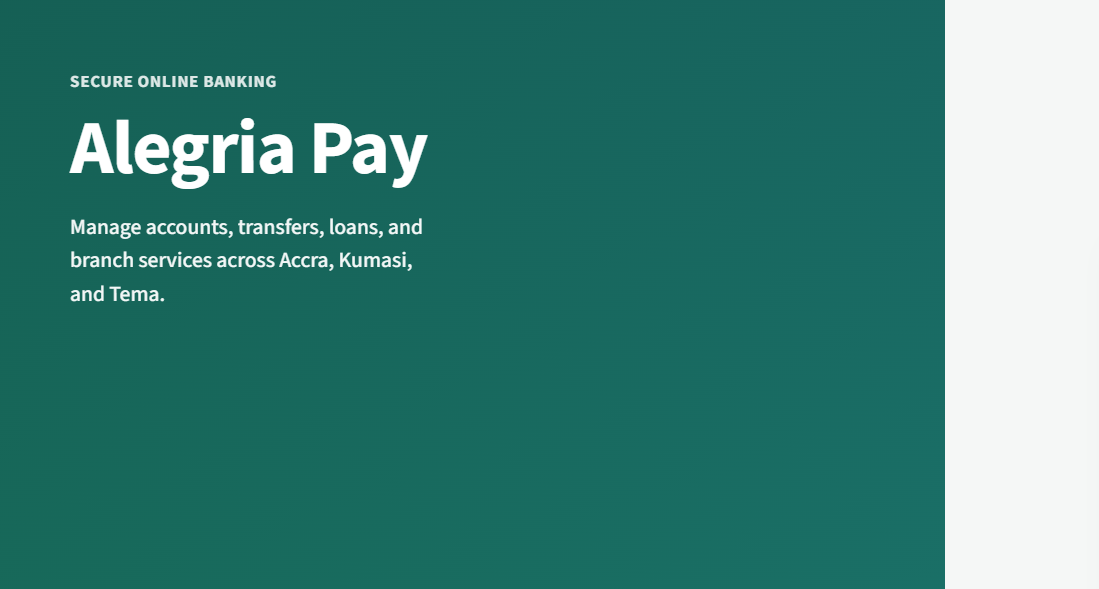 SECURE ONLINE BANKING
Alegria Pay
Manage accounts, transfers, loans, and
branch services across Accra, Kumasi,
and Tema.